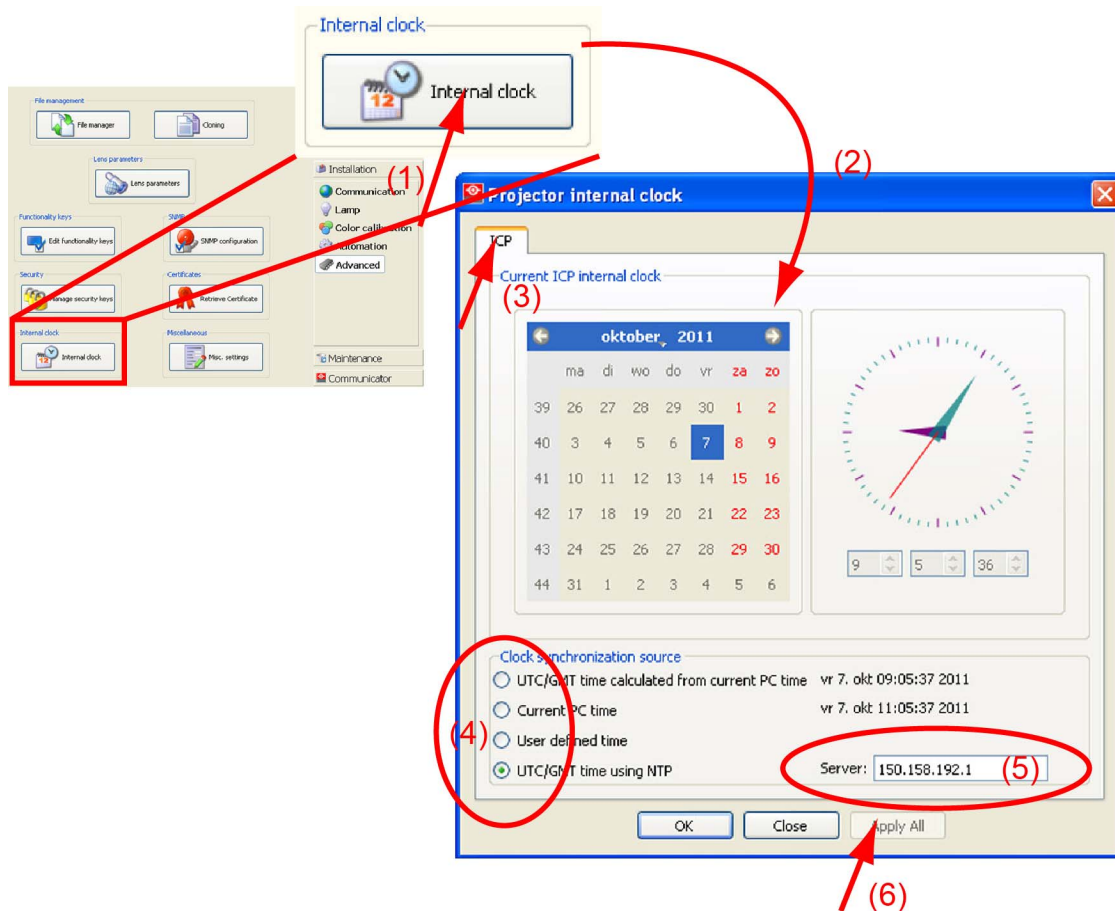 Internal clock
Internal clock
File management
File manager
Cloning
Lens parameters
Lens parameters
Functionality keys
SNMP
Edit functionality keys
SNMP configuration
Security
Certificates
Manage security keys
Retrieve Certificate
Internal clock
Miscellaneous
Internal clock
Misc. settings
Installation
(1)
Communication
Lamp
Color calibration
Automation
Advanced
Maintenance
Communicator
(2)
Projector internal clock
ICP
(3)
Current ICP internal clock
oktober, 2011
ma di wo do vr za zo
39 26 27 28 29 30 1 2
40 3 4 5 6 7 8 9
41 10 11 12 13 14 15 16
42 17 18 19 20 21 22 23
43 24 25 26 27 28 29 30
44 31 1 2 3 4 5 6
9 5 36
Clock synchronization source
UTC/GMT time calculated from current PC time vr 7. okt 09:05:37 2011
Current PC time vr 7. okt 11:05:37 2011
(4)
User defined time
UTC/GMT time using NTP Server: 150.158.192.1 (5)
OK Close Apply All
(6)